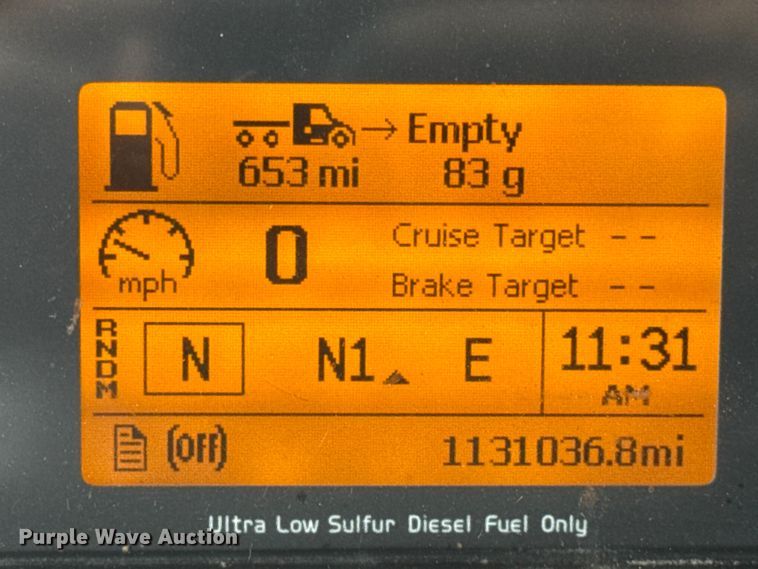 Empty
653 mi 83 g
mph 0 Cruise Target - -
Brake Target - -
RNDM N N1 E 11:31
AM
(OFF) 1131036.8mi
Ultra Low Sulfur Diesel Fuel Only
Purple Wave Auction